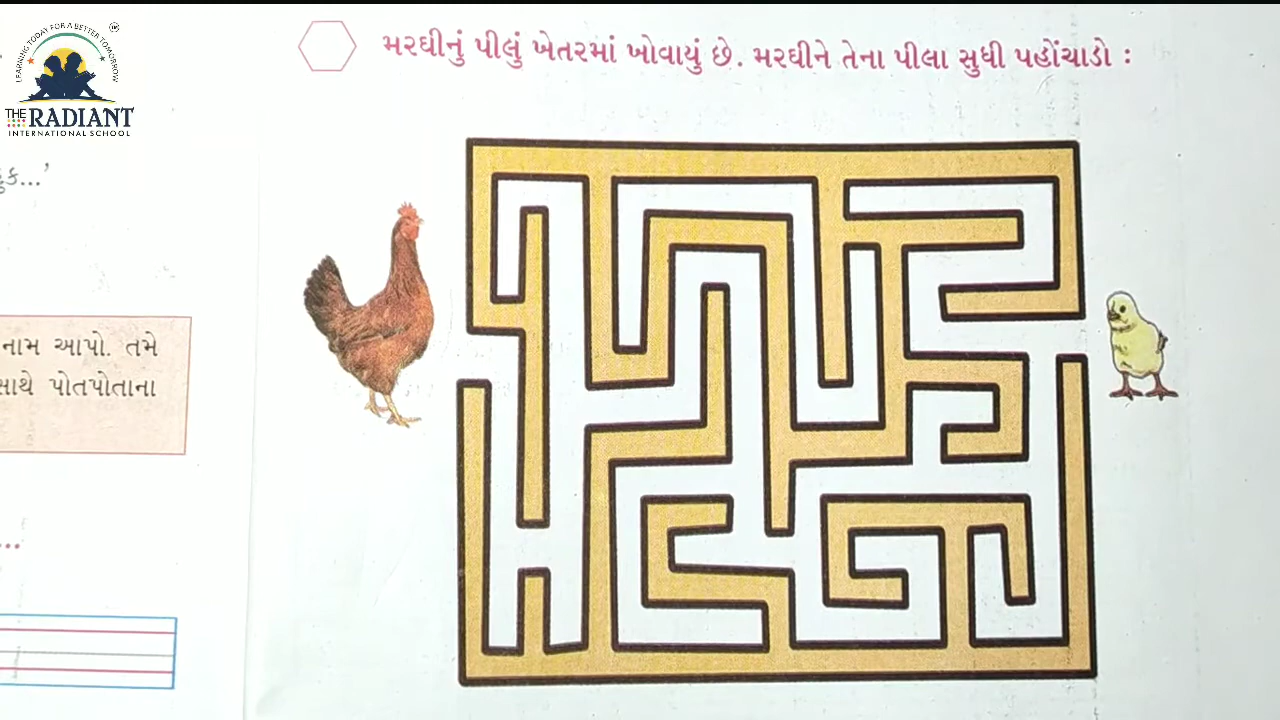 LEARNING TODAY FOR A BETTER TOMORROW
THE RADIANT
INTERNATIONAL SCHOOL
મરઘીનું પીલું ખેતરમાં ખોવાયું છે. મરઘીને તેના પીલા સુધી પહોંચાડો :
નામ આપો. તમે
સાથે પોતપોતાના